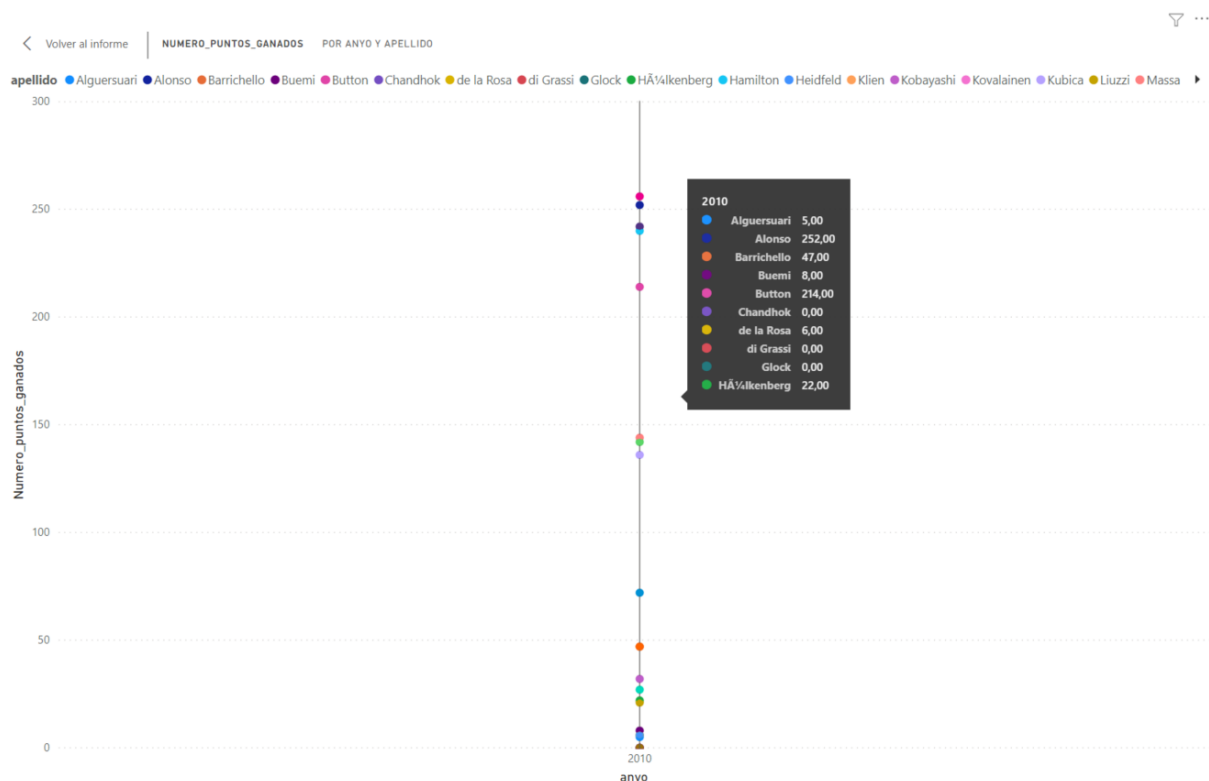 Volver al informe NUMERO_PUNTOS_GANADOS POR ANYO Y APELLIDO
apellido Alguersuari Alonso Barrichello Buemi Button Chandhok de la Rosa di Grassi Glock HÃ¼lkenberg Hamilton Heidfeld Klien Kobayashi Kovalainen Kubica Liuzzi Massa
300
250
200
150
100
50
0
Numero_puntos_ganados
2010
Alguersuari 5,00
Alonso 252,00
Barrichello 47,00
Buemi 8,00
Button 214,00
Chandhok 0,00
de la Rosa 6,00
di Grassi 0,00
Glock 0,00
HÃ¼lkenberg 22,00
2010
anyo